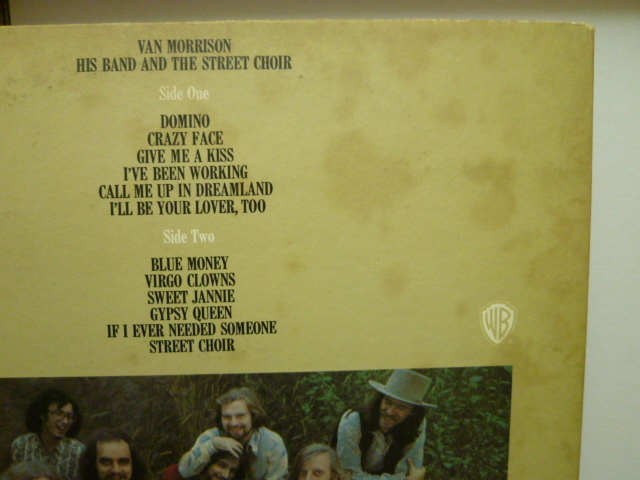 VAN MORRISON
HIS BAND AND THE STREET CHOIR
Side One
DOMINO
CRAZY FACE
GIVE ME A KISS
I'VE BEEN WORKING
CALL ME UP IN DREAMLAND
I'LL BE YOUR LOVER, TOO
Side Two
BLUE MONEY
VIRGO CLOWNS
SWEET JANNIE
GYPSY QUEEN
IF I EVER NEEDED SOMEONE
STREET CHOIR
WB